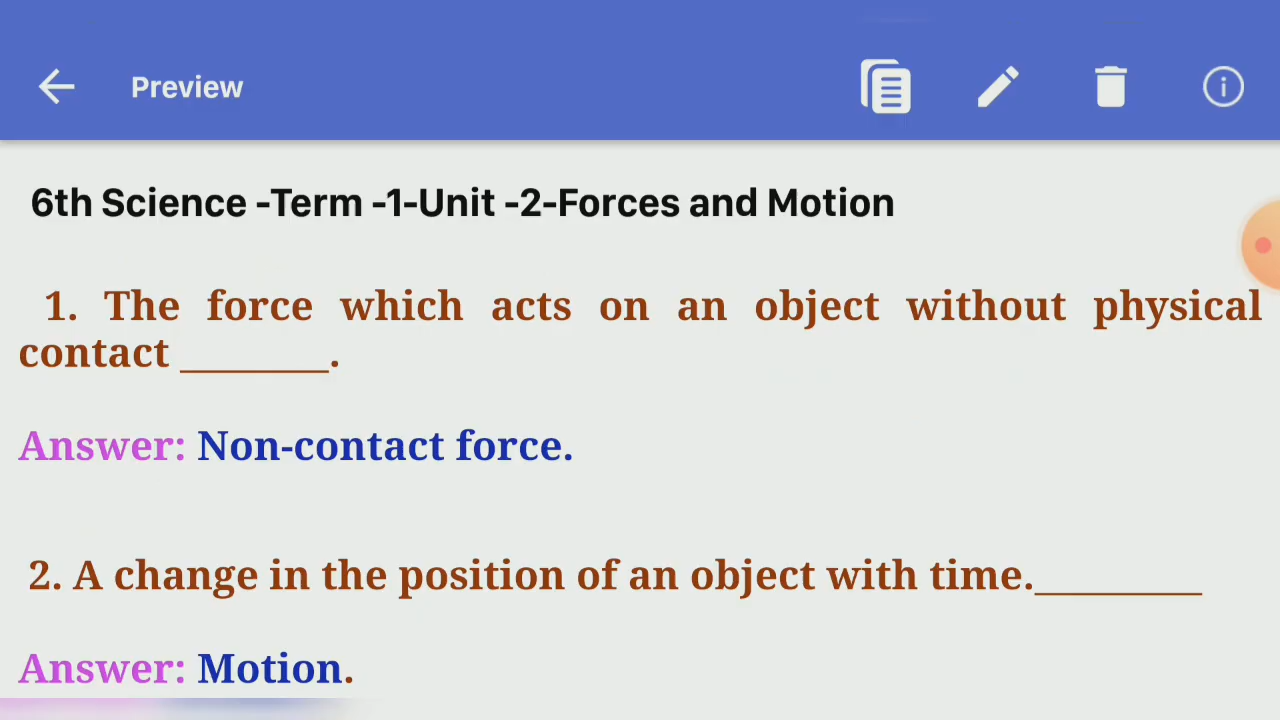 Preview
6th Science -Term -1-Unit -2-Forces and Motion
1. The force which acts on an object without physical
contact ________.
Answer: Non-contact force.
2. A change in the position of an object with time._________
Answer: Motion.